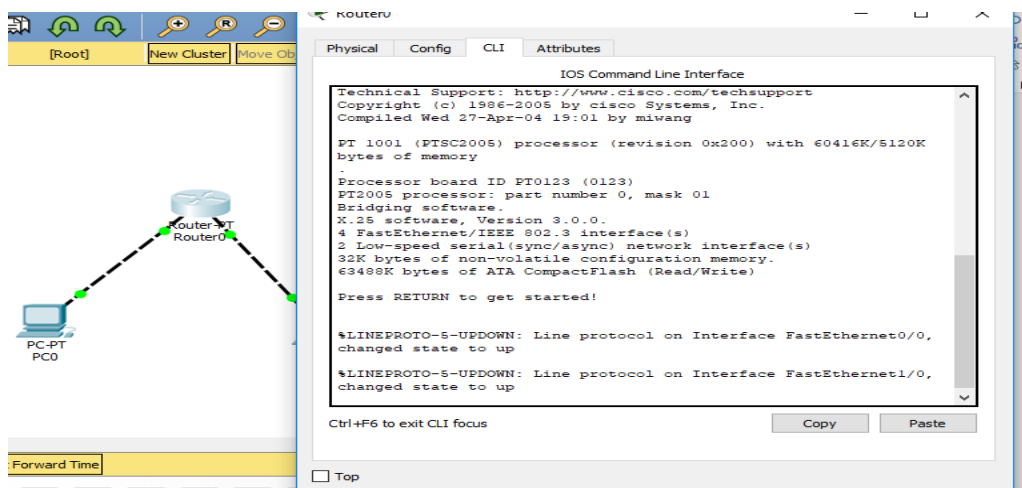 Router0
[Root]
New Cluster
Move Ob
Physical
Config
CLI
Attributes
IOS Command Line Interface
Technical Support: http://www.cisco.com/techsupport
Copyright (c) 1986-2005 by cisco Systems, Inc.
Compiled Wed 27-Apr-04 19:01 by miwang
PT 1001 (PTSC2005) processor (revision 0x200) with 60416K/5120K
bytes of memory
.
Processor board ID PT0123 (0123)
PT2005 processor: part number 0, mask 01
Bridging software.
X.25 software, Version 3.0.0.
4 FastEthernet/IEEE 802.3 interface(s)
2 Low-speed serial(sync/async) network interface(s)
32K bytes of non-volatile configuration memory.
63488K bytes of ATA CompactFlash (Read/Write)
Press RETURN to get started!
%LINEPROTO-5-UPDOWN: Line protocol on Interface FastEthernet0/0,
changed state to up
%LINEPROTO-5-UPDOWN: Line protocol on Interface FastEthernet1/0,
changed state to up
Ctrl+F6 to exit CLI focus
Copy
Paste
Top
Router-PT
Router0
PC-PT
PC0
Forward Time